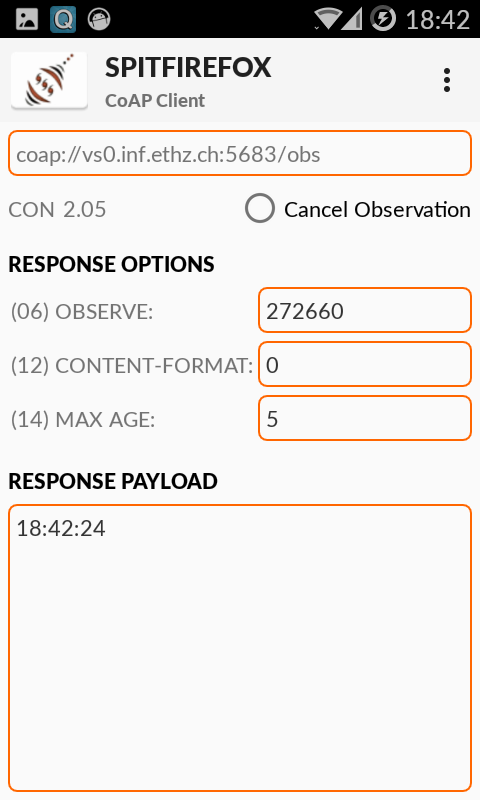 18:42
SPITFIREFOX
CoAP Client
coap://vs0.inf.ethz.ch:5683/obs
CON 2.05 Cancel Observation
RESPONSE OPTIONS
(06) OBSERVE: 272660
(12) CONTENT-FORMAT: 0
(14) MAX AGE: 5
RESPONSE PAYLOAD
18:42:24